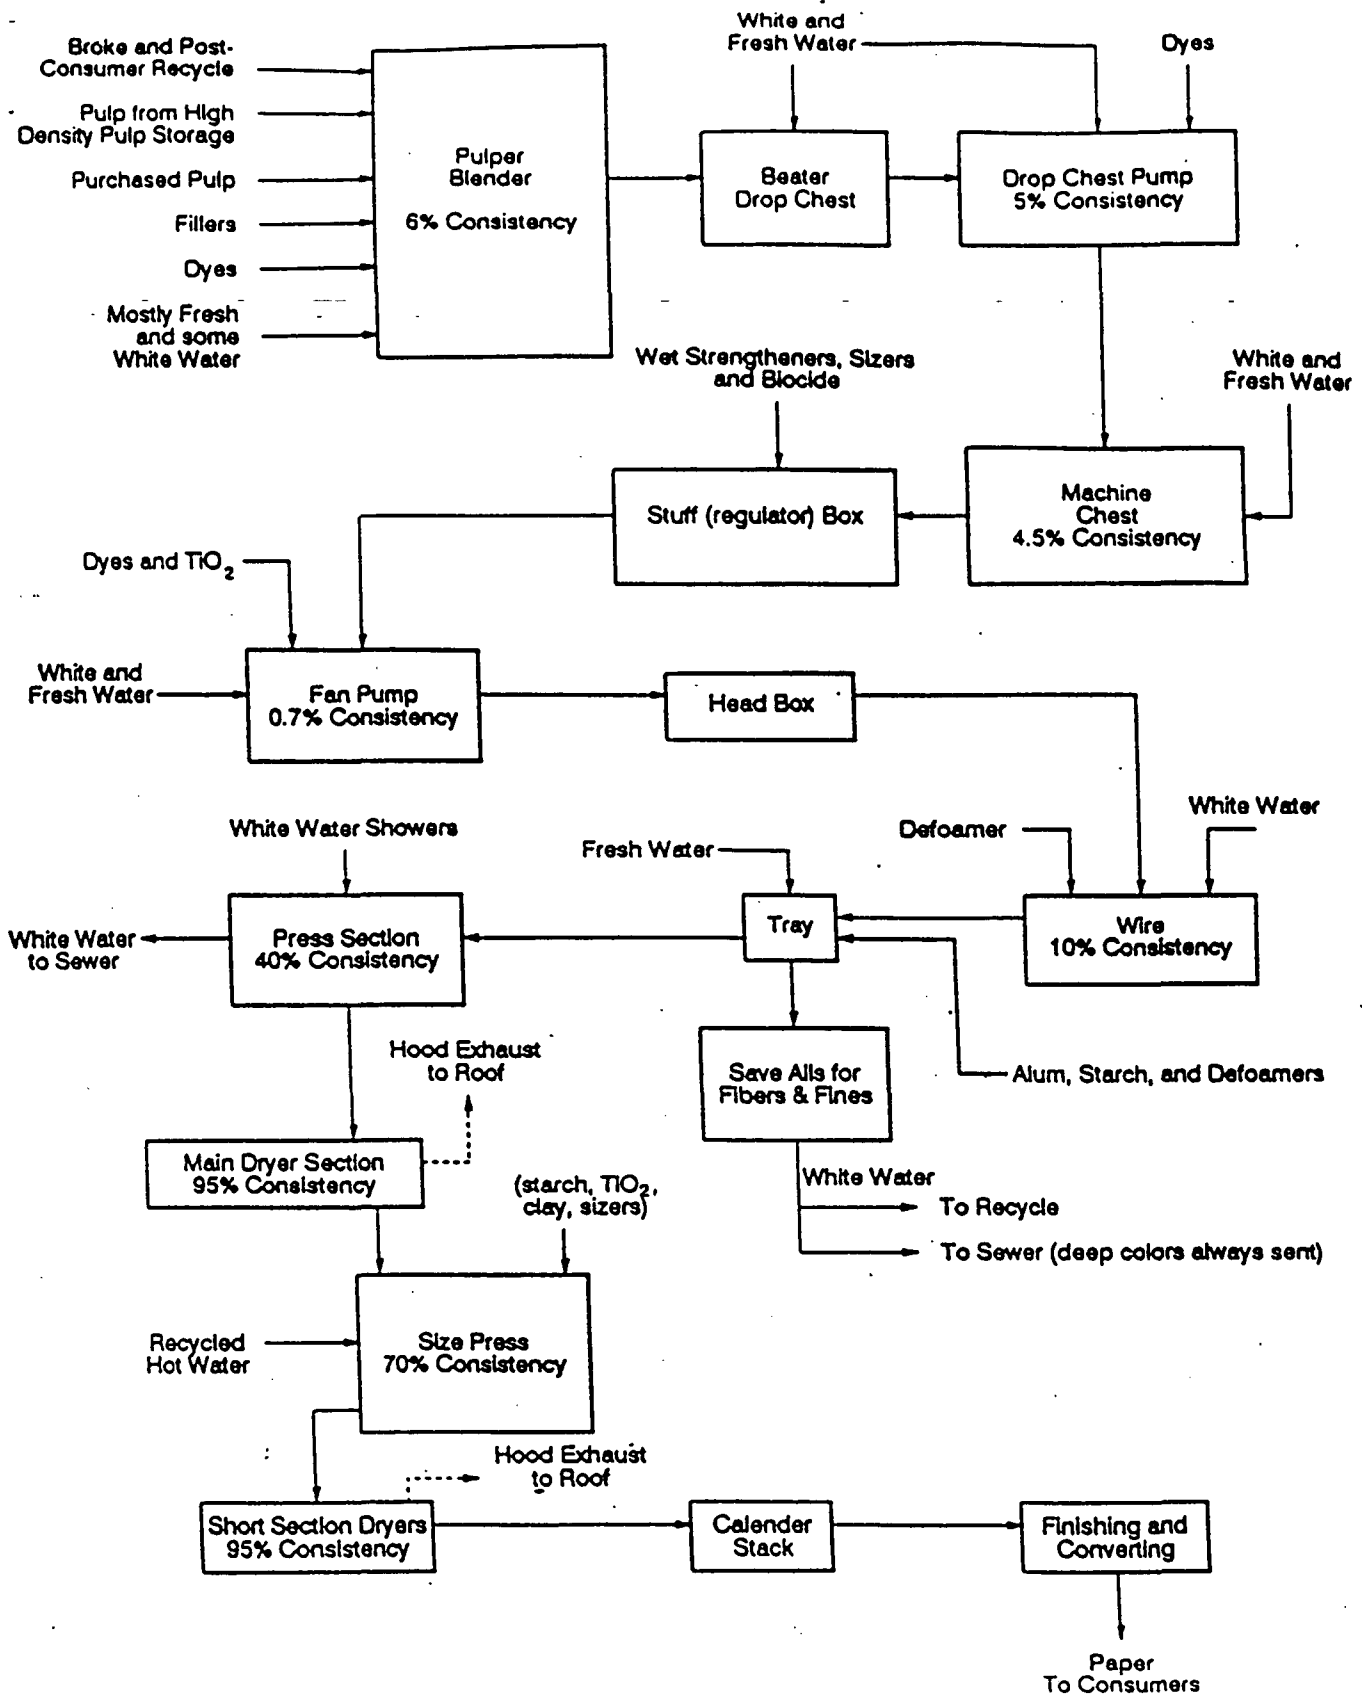 White and
Fresh Water
Dyes
Broke and Post-
Consumer Recycle
Pulp from High
Density Pulp Storage
Purchased Pulp
Fillers
Dyes
Mostly Fresh
and some
White Water
Pulper
Blender
6% Consistency
Beater
Drop Chest
Drop Chest Pump
5% Consistency
Wet Strengtheners, Sizers
and Biocide
White and
Fresh Water
Machine
Chest
4.5% Consistency
Stuff (regulator) Box
Dyes and TiO2
White and
Fresh Water
Fan Pump
0.7% Consistency
Head Box
White Water
Defoamer
Fresh Water
White Water Showers
Wire
10% Consistency
Tray
Press Section
40% Consistency
White Water
to Sewer
Hood Exhaust
to Roof
Save Alls for
Fibers & Fines
Alum, Starch, and Defoamers
Main Dryer Section
95% Consistency
(starch, TiO2,
clay, sizers)
White Water
To Recycle
To Sewer (deep colors always sent)
Recycled
Hot Water
Size Press
70% Consistency
Hood Exhaust
to Roof
Short Section Dryers
95% Consistency
Calender
Stack
Finishing and
Converting
Paper
To Consumers